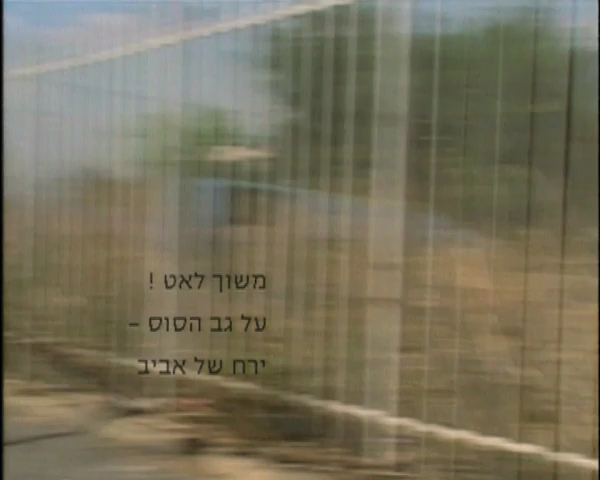 משוך לאט !
על גב הסוס –
ירח של אביב